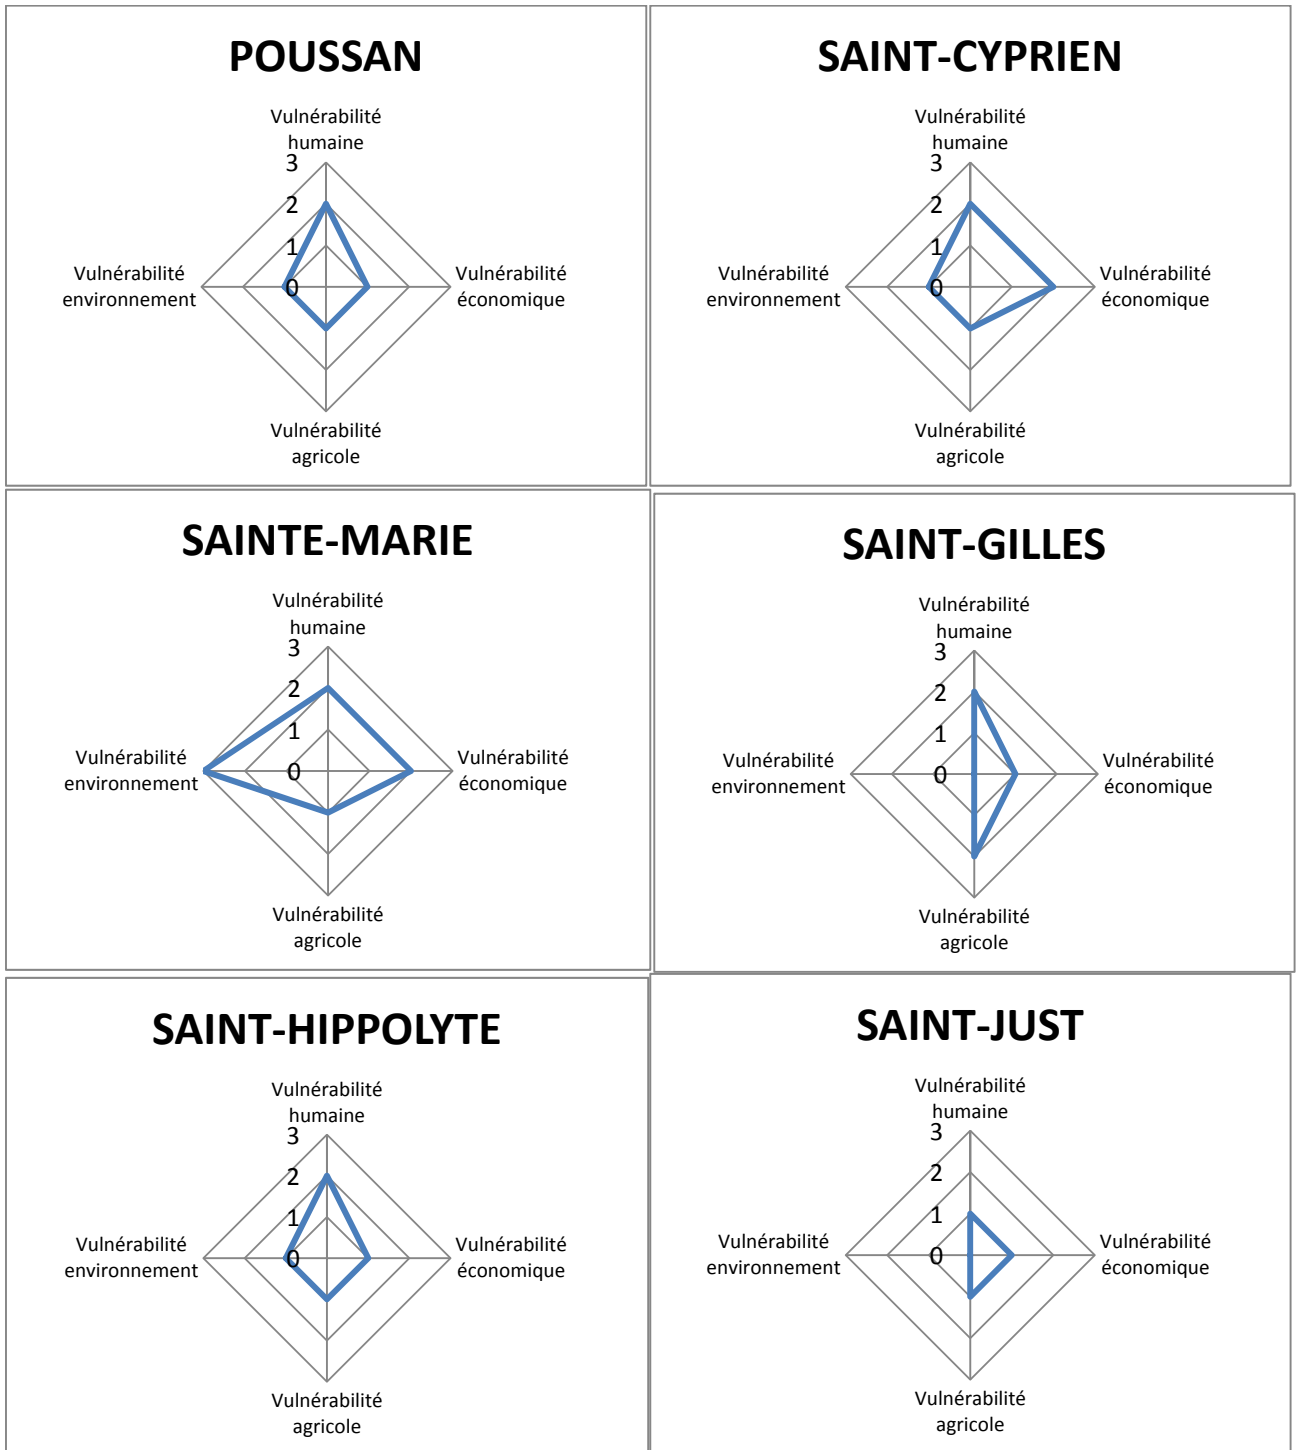 POUSSAN
Vulnérabilité
humaine
3
2
1
0
Vulnérabilité
environnement
Vulnérabilité
économique
Vulnérabilité
agricole
SAINT-CYPRIEN
Vulnérabilité
humaine
3
2
1
0
Vulnérabilité
environnement
Vulnérabilité
économique
Vulnérabilité
agricole
SAINTE-MARIE
Vulnérabilité
humaine
3
2
1
0
Vulnérabilité
environnement
Vulnérabilité
économique
Vulnérabilité
agricole
SAINT-GILLES
Vulnérabilité
humaine
3
2
1
0
Vulnérabilité
environnement
Vulnérabilité
économique
Vulnérabilité
agricole
SAINT-HIPPOLYTE
Vulnérabilité
humaine
3
2
1
0
Vulnérabilité
environnement
Vulnérabilité
économique
Vulnérabilité
agricole
SAINT-JUST
Vulnérabilité
humaine
3
2
1
0
Vulnérabilité
environnement
Vulnérabilité
économique
Vulnérabilité
agricole